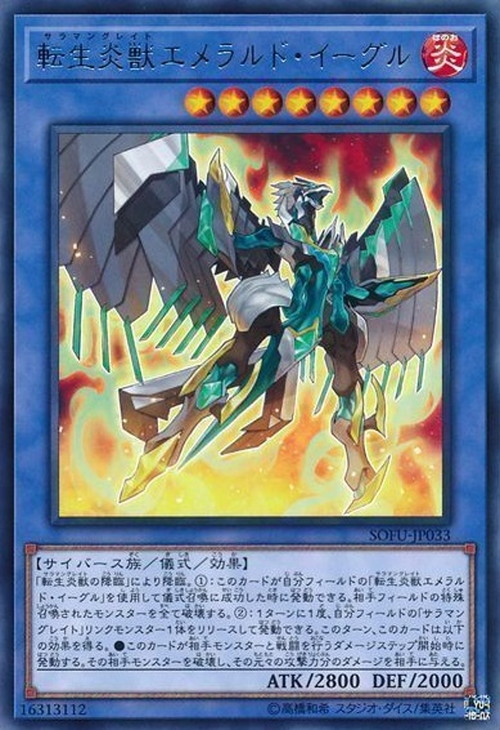 サラマングレイト
転生炎獣エメラルド・イーグル
ほのお
炎
SOFU-JP033
【サイバース族／儀式／効果】
「転生炎獣の降臨」により降臨。①：このカードが自分フィールドの「転生炎獣エメラル
ド・イーグル」を使用して儀式召喚に成功した時に発動できる。相手フィールドの特殊
召喚されたモンスターを全て破壊する。②：1ターンに1度、自分フィールドの「サラマン
グレイト」リンクモンスター1体をリリースして発動できる。このターン、このカードは以下
の効果を得る。●このカードが相手モンスターと戦闘を行うダメージステップ開始時に
発動する。その相手モンスターを破壊し、その元々の攻撃力分のダメージを相手に与える。
ATK/2800 DEF/2000
16313112
©高橋和希 スタジオ・ダイス/集英社